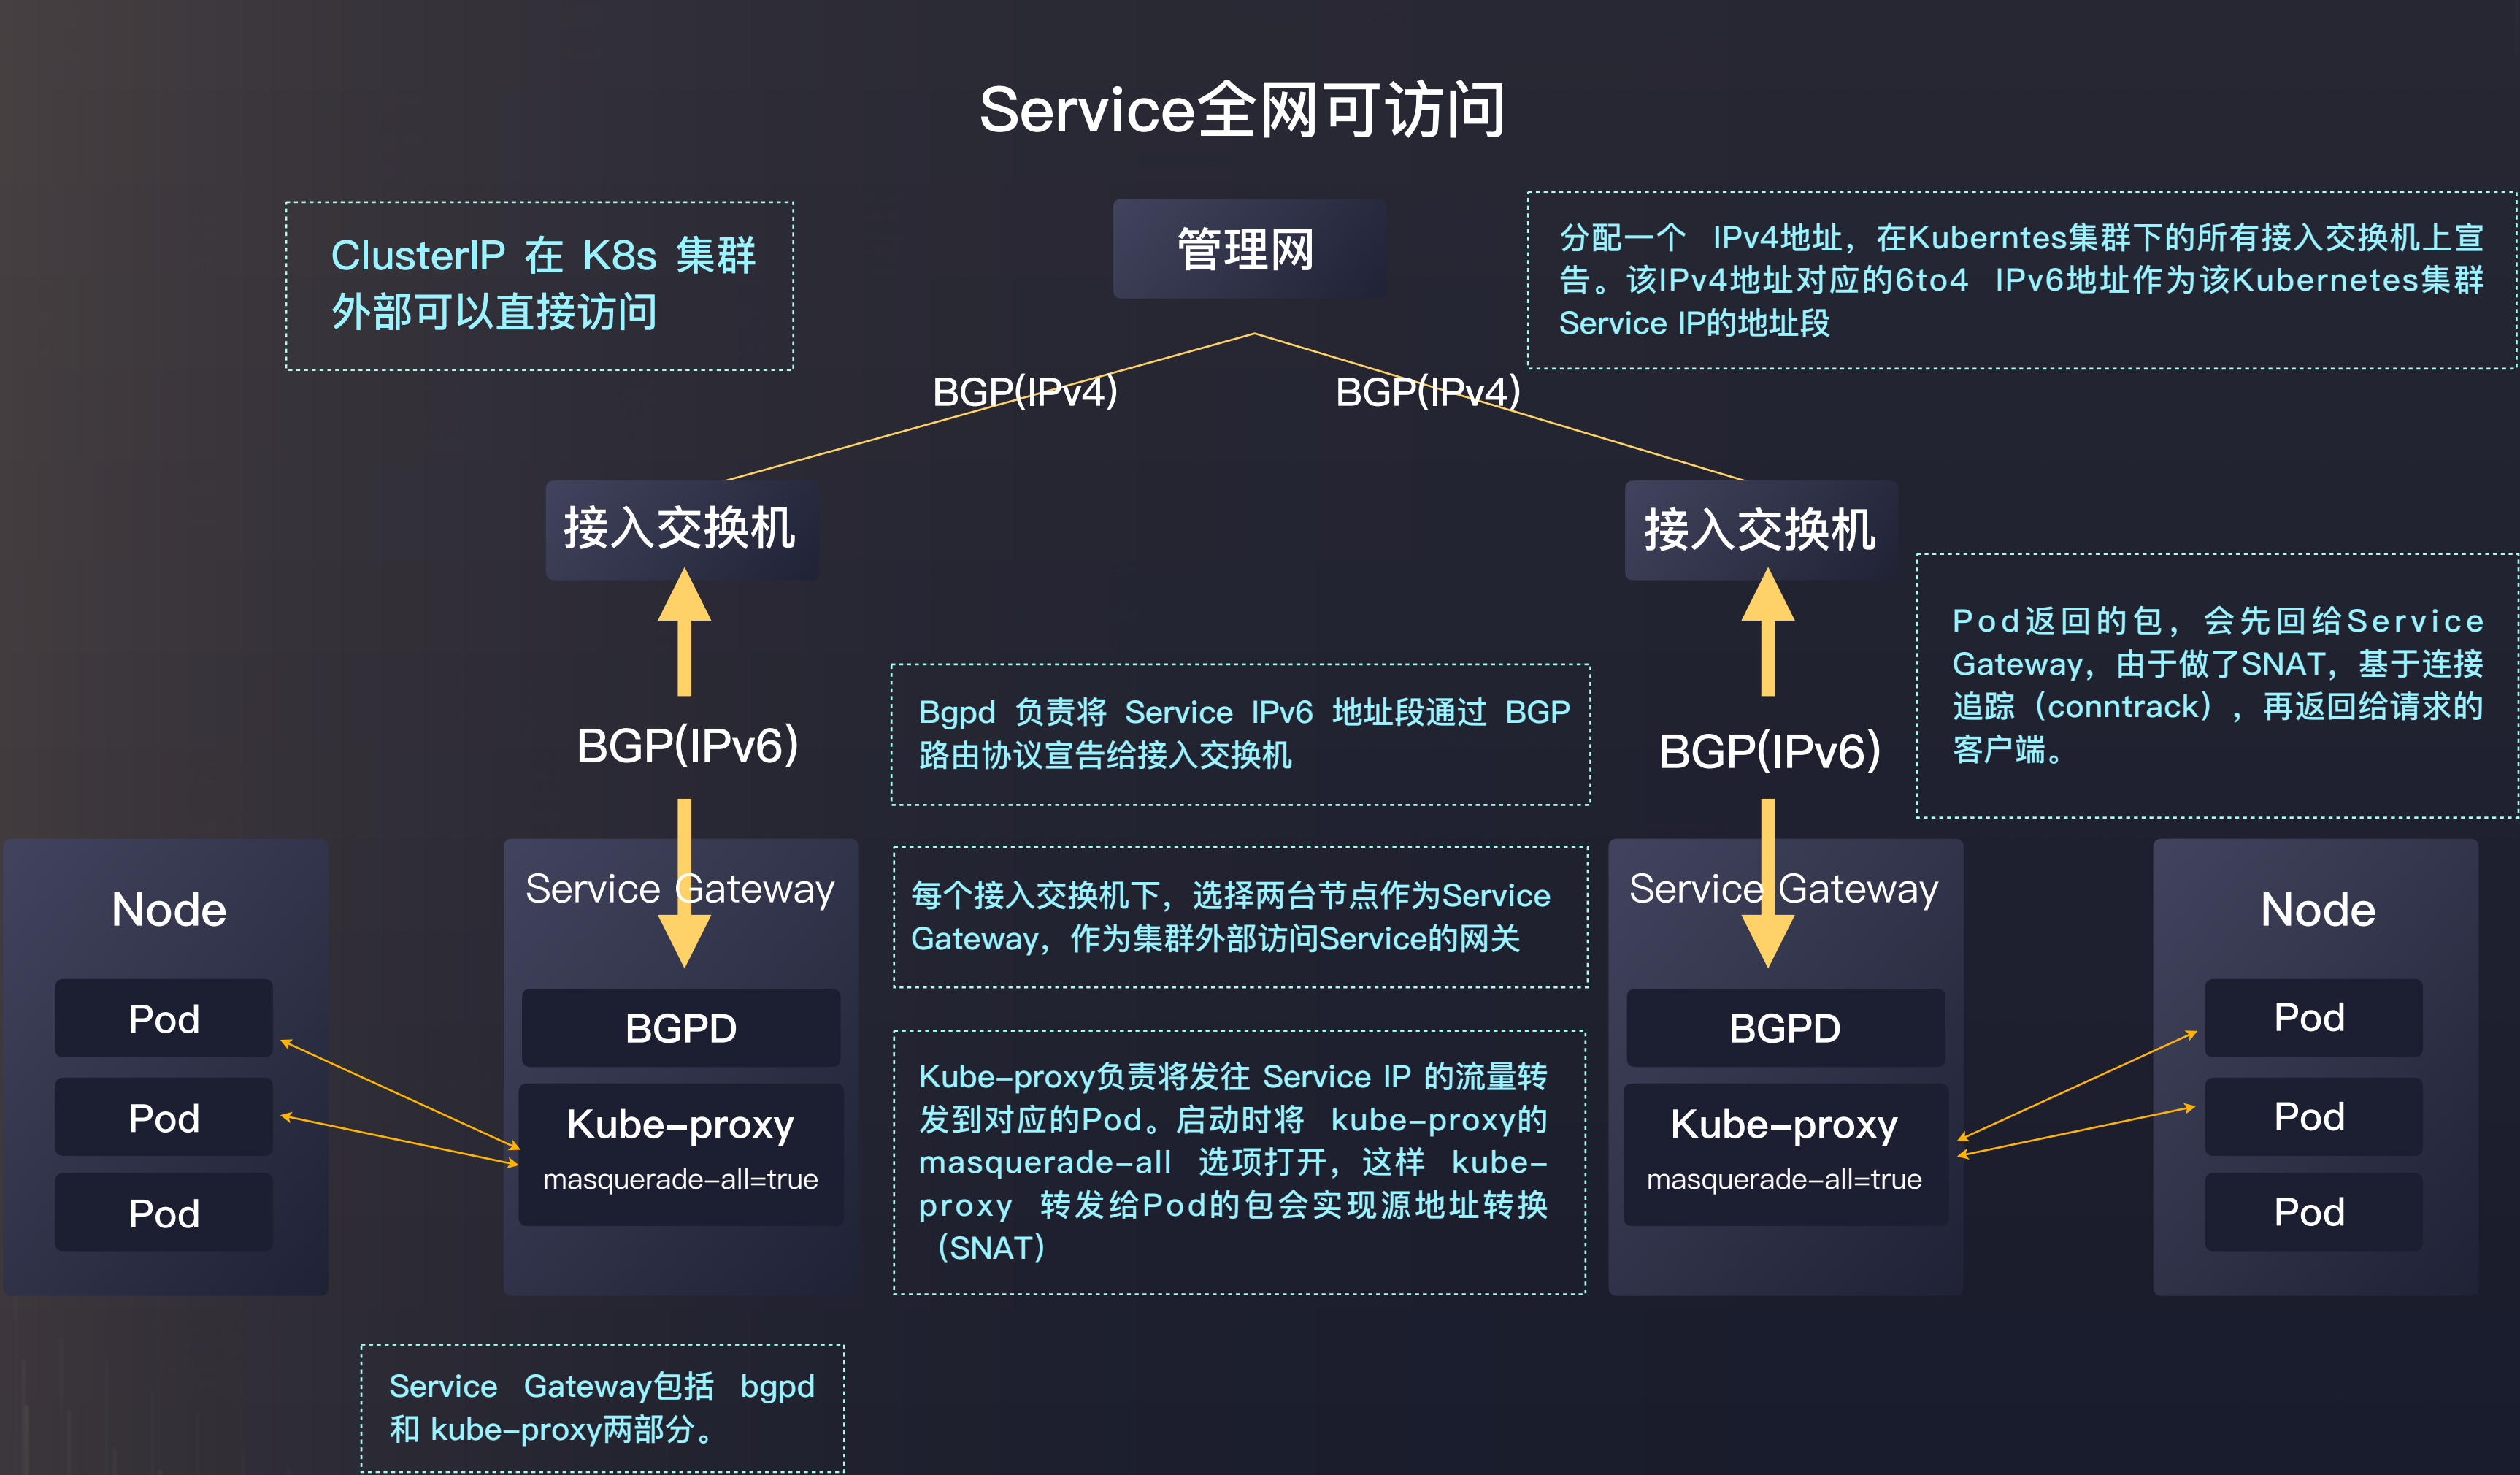 Service全网可访问
ClusterIP 在 K8s 集群
外部可以直接访问
管理网
分配一个 IPv4地址，在Kuberntes集群下的所有接入交换机上宣
告。该IPv4地址对应的6to4 IPv6地址作为该Kubernetes集群
Service IP的地址段
BGP(IPv4)
BGP(IPv4)
接入交换机
接入交换机
Pod返回的包，会先回给Service
Gateway，由于做了SNAT，基于连接
追踪（conntrack），再返回给请求的
客户端。
BGP(IPv6)
Bgpd 负责将 Service IPv6 地址段通过 BGP
路由协议宣告给接入交换机
BGP(IPv6)
Node
Pod
Pod
Pod
Service Gateway
BGPD
Kube-proxy
masquerade-all=true
每个接入交换机下，选择两台节点作为Service
Gateway，作为集群外部访问Service的网关
Kube-proxy负责将发往 Service IP 的流量转
发到对应的Pod。启动时将 kube-proxy的
masquerade-all 选项打开，这样 kube-
proxy 转发给Pod的包会实现源地址转换
（SNAT）
Service Gateway
BGPD
Kube-proxy
masquerade-all=true
Node
Pod
Pod
Pod
Service Gateway包括 bgpd
和 kube-proxy两部分。